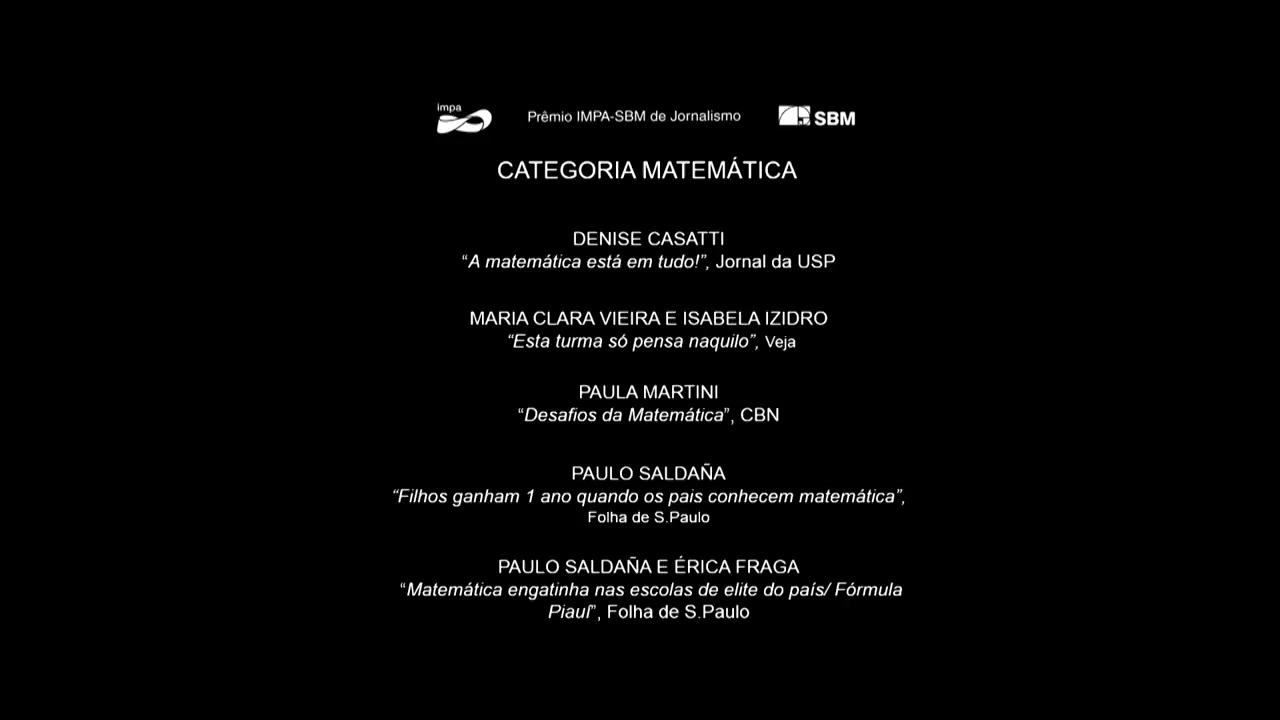 impa
Prêmio IMPA-SBM de Jornalismo
SBM
CATEGORIA MATEMÁTICA
DENISE CASATTI
“A matemática está em tudo!”, Jornal da USP
MARIA CLARA VIEIRA E ISABELA IZIDRO
“Esta turma só pensa naquilo”, Veja
PAULA MARTINI
“Desafios da Matemática”, CBN
PAULO SALDAÑA
“Filhos ganham 1 ano quando os pais conhecem matemática”,
Folha de S.Paulo
PAULO SALDAÑA E ÉRICA FRAGA
“Matemática engatinha nas escolas de elite do país/ Fórmula
Piauí”, Folha de S.Paulo